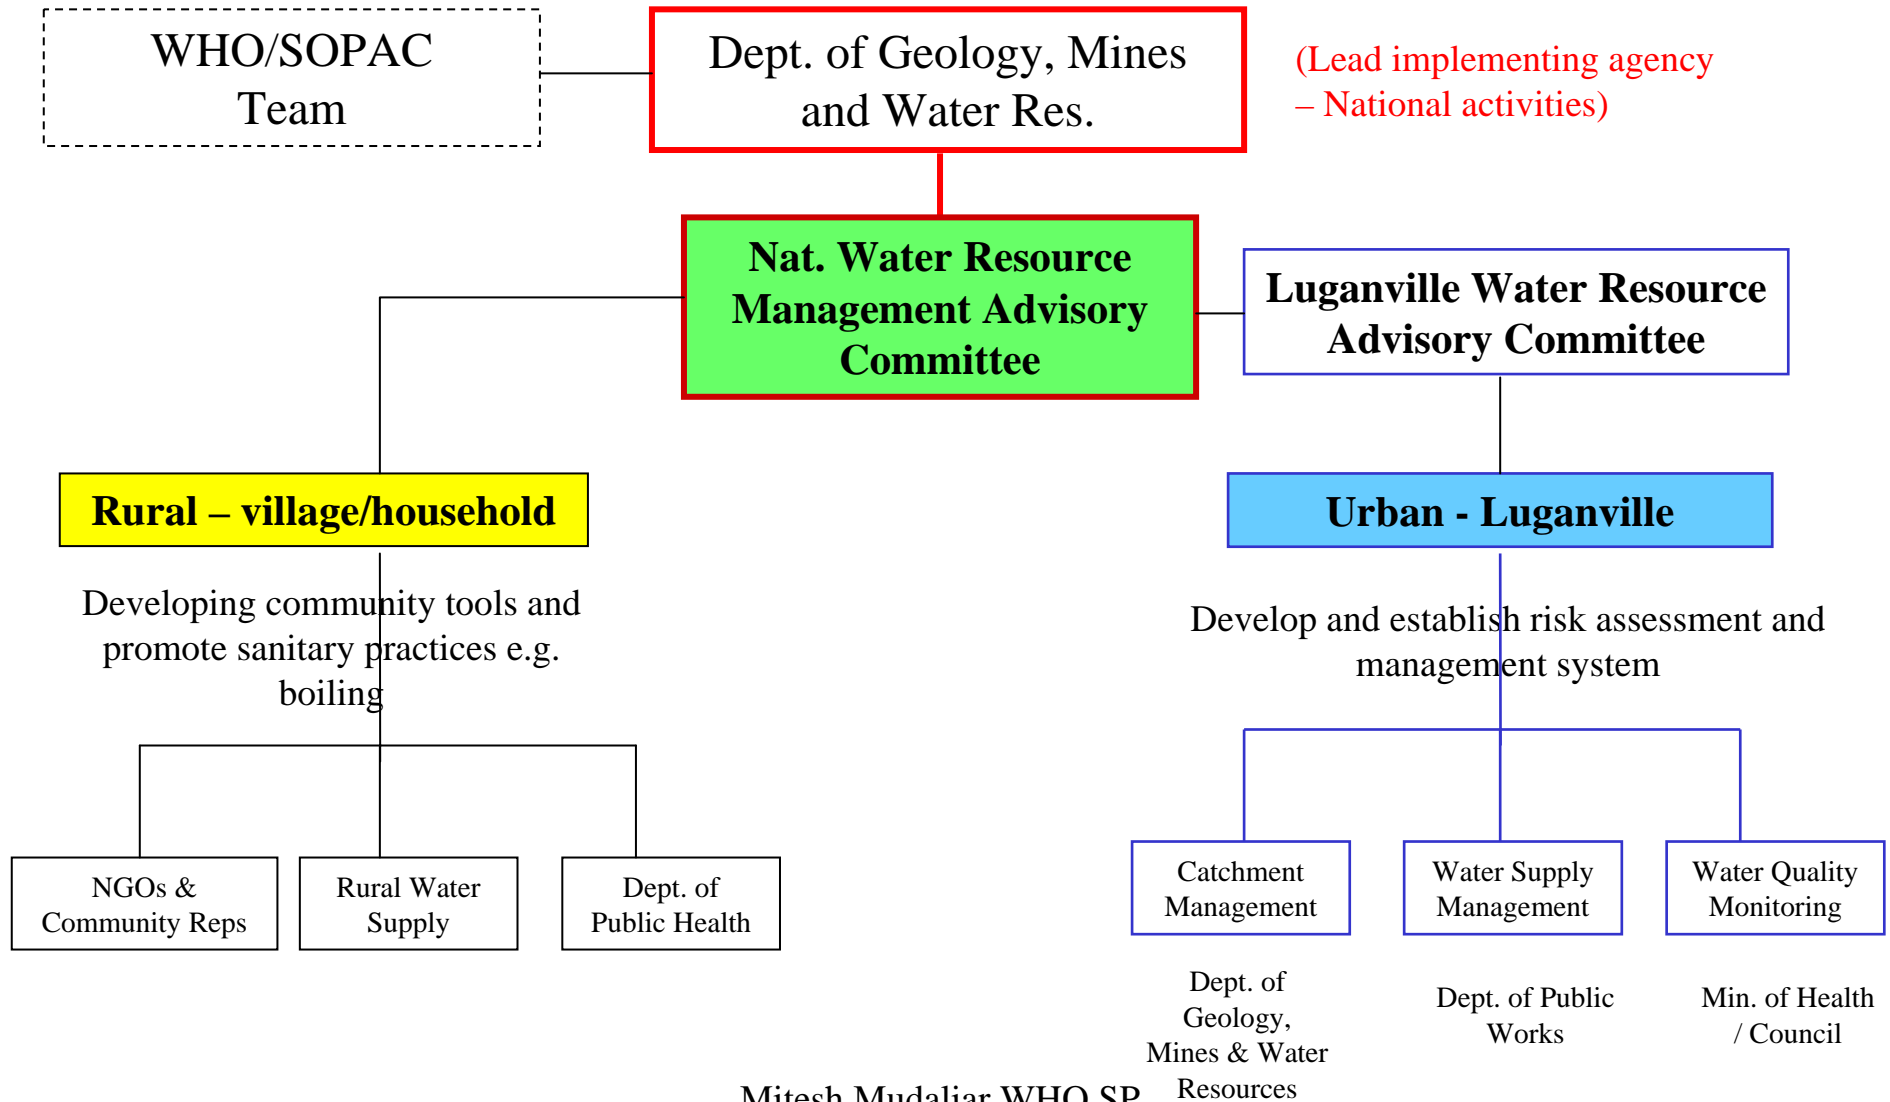 WHO/SOPAC
Team
Dept. of Geology, Mines
and Water Res.
(Lead implementing agency
– National activities)
Nat. Water Resource
Management Advisory
Committee
Luganville Water Resource
Advisory Committee
Rural – village/household
Urban - Luganville
Developing community tools and
promote sanitary practices e.g.
boiling
Develop and establish risk assessment and
management system
NGOs &
Community Reps
Rural Water
Supply
Dept. of
Public Health
Catchment
Management
Water Supply
Management
Water Quality
Monitoring
Dept. of
Geology,
Mines & Water
Resources
Dept. of Public
Works
Min. of Health
/ Council
Mitesh Mudaliar WHO SP